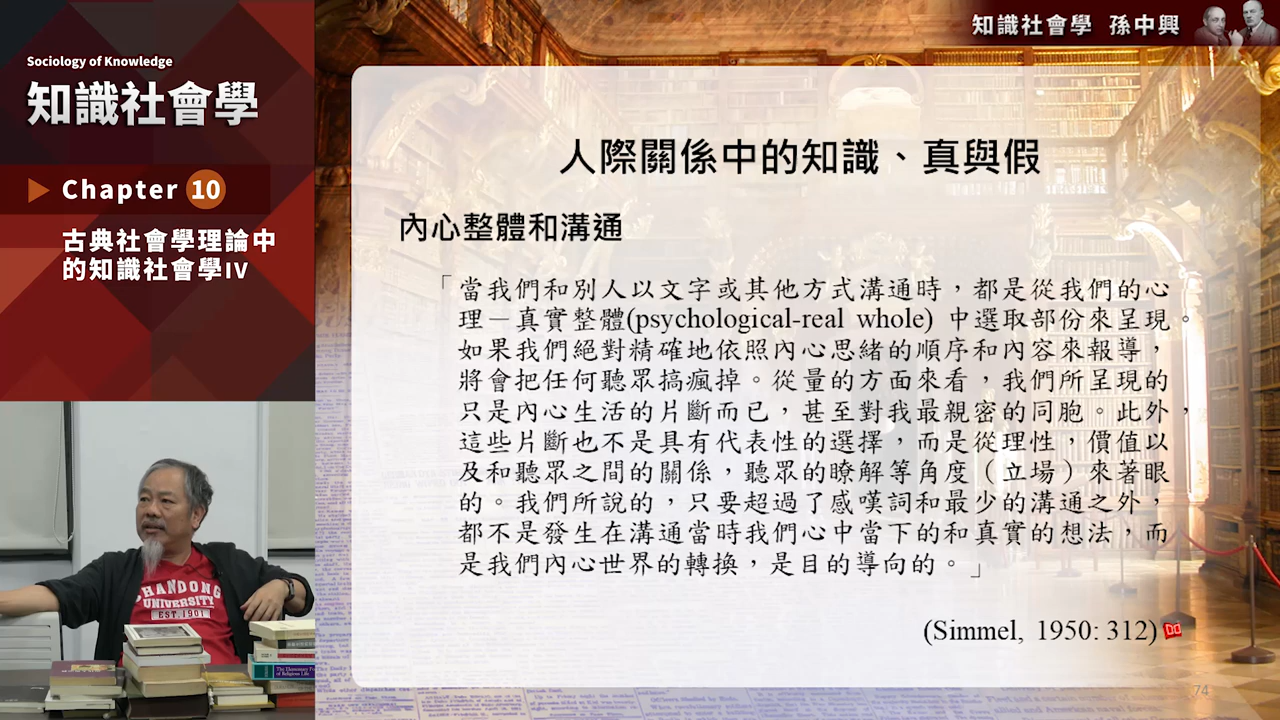 Sociology of Knowledge
知識社會學
Chapter 10
古典社會學理論中
的知識社會學IV
知識社會學 孫中興
人際關係中的知識、真與假
內心整體和溝通
「當我們和別人以文字或其他方式溝通時，都是從我們的心
理－真實整體(psychological-real whole) 中選取部份來呈現。
如果我們絕對精確地依照內心思緒的順序和內容來報導，
將會把任何聽眾搞瘋掉。從量的方面來看，我們所呈現的
只是內心生活的片斷而已，甚至對我最親密的同胞。此外，
這些片斷也不是具有代表性的選擇，而是從理性，價值以
及和聽眾之間的關係，聽眾的暸解等角度（立場）來著眼
的。我們所說的，只要超過了感嘆詞和最少的溝通之外，
都不是發生在溝通當時我們心中當下的和真實的想法，而
是我們內心世界的轉換，是目的導向的。」
(Simmel, 1950: 312)
74
SHANDONG
UNIVERSITY
EST.1901